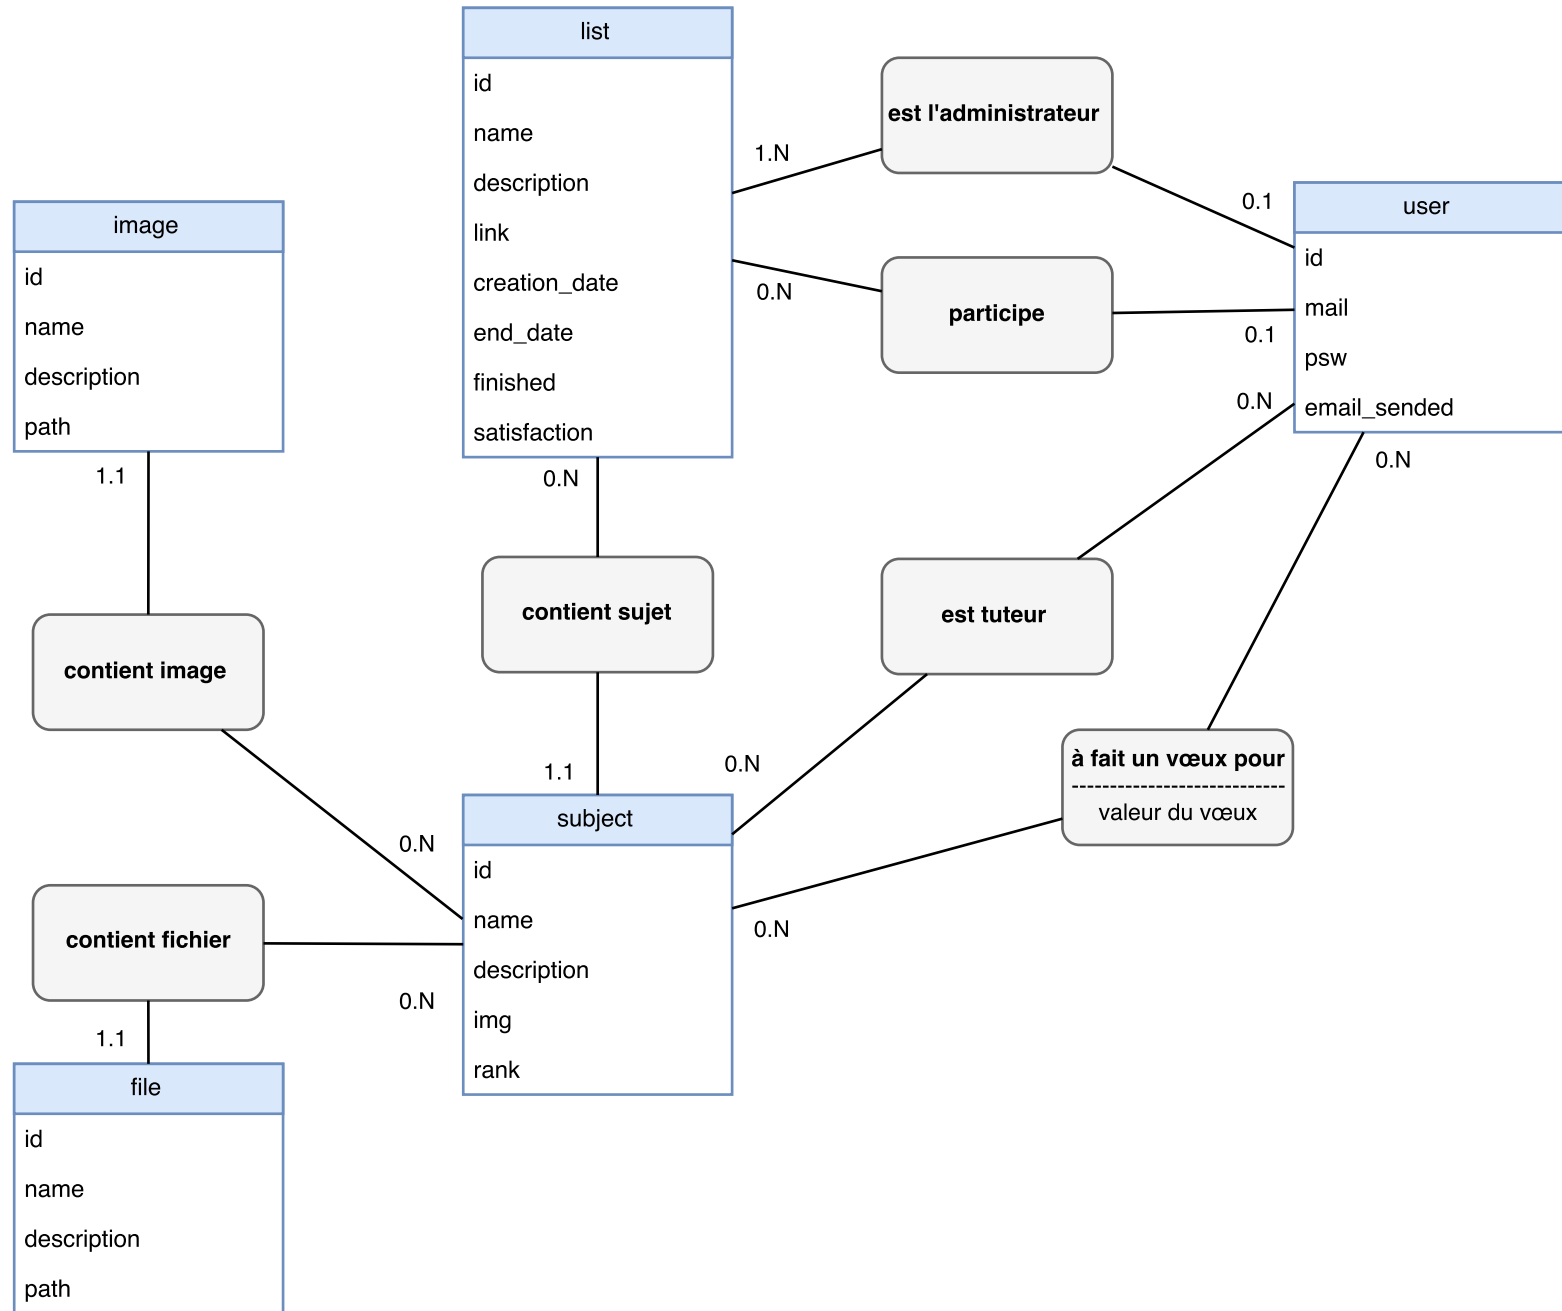 list
id
name
description
link
creation_date
end_date
finished
satisfaction
est l'administrateur
1.N
0.1
participe
0.N
0.1
user
id
mail
psw
email_sended
0.N
0.N
image
id
name
description
path
1.1
contient image
0.N
0.N
contient sujet
1.1
est tuteur
0.N
à fait un vœux pour
valeur du vœux
0.N
subject
id
name
description
img
rank
contient fichier
0.N
1.1
file
id
name
description
path